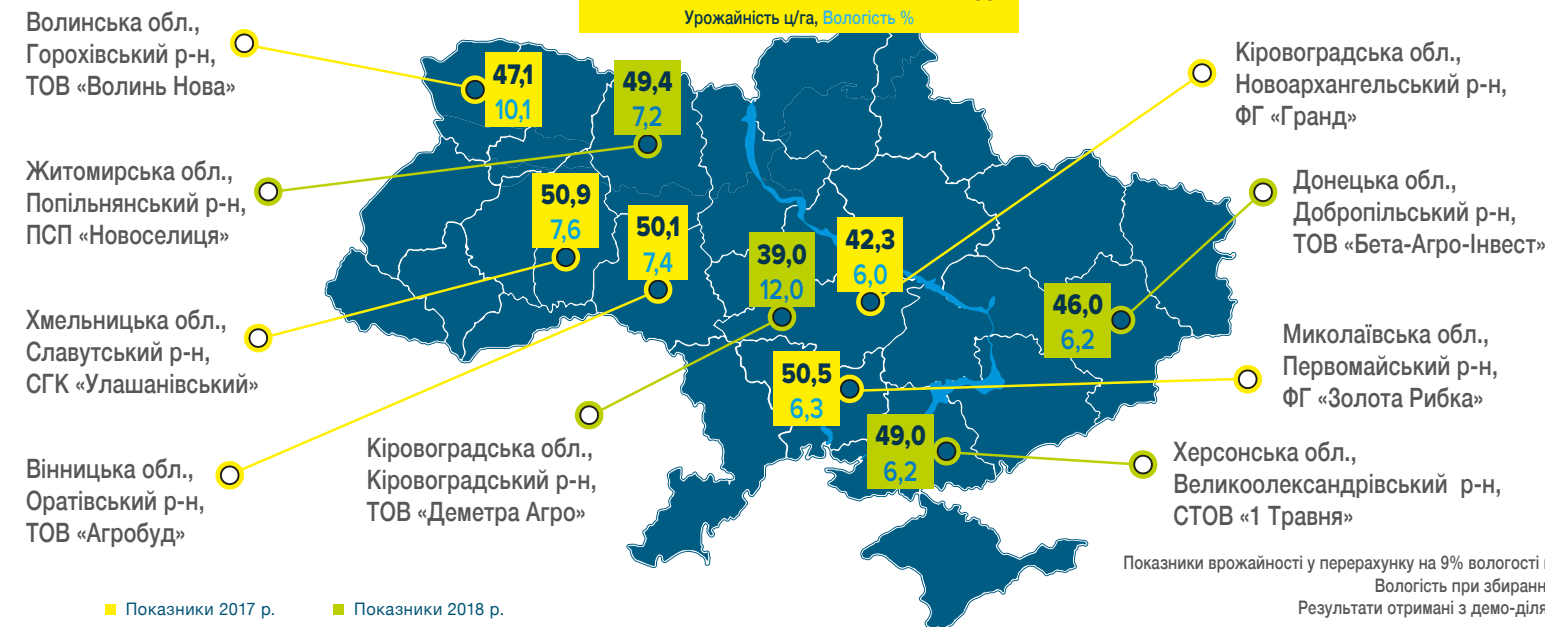 Урожайність ц/га, Вологість %
Волинська обл.,
Горохівський р-н,
ТОВ «Волинь Нова»
47,1
10,1
49,4
7,2
Кіровоградська обл.,
Новоархангельський р-н,
ФГ «Гранд»
Житомирська обл.,
Попільнянський р-н,
ПСП «Новоселиця»
50,9
7,6
50,1
7,4
39,0
12,0
42,3
6,0
Донецька обл.,
Добропільський р-н,
ТОВ «Бета-Агро-Інвест»
46,0
6,2
Хмельницька обл.,
Славутський р-н,
СГК «Улашанівський»
50,5
6,3
Миколаївська обл.,
Первомайський р-н,
ФГ «Золота Рибка»
49,0
6,2
Вінницька обл.,
Оратівський р-н,
ТОВ «Агробуд»
Кіровоградська обл.,
Кіровоградський р-н,
ТОВ «Деметра Агро»
Херсонська обл.,
Великоолександрівський р-н,
СТОВ «1 Травня»
Показники врожайності у перерахунку на 9% вологості
Вологість при збиранн
Результати отримані з демо-діля
Показники 2017 р.
Показники 2018 р.